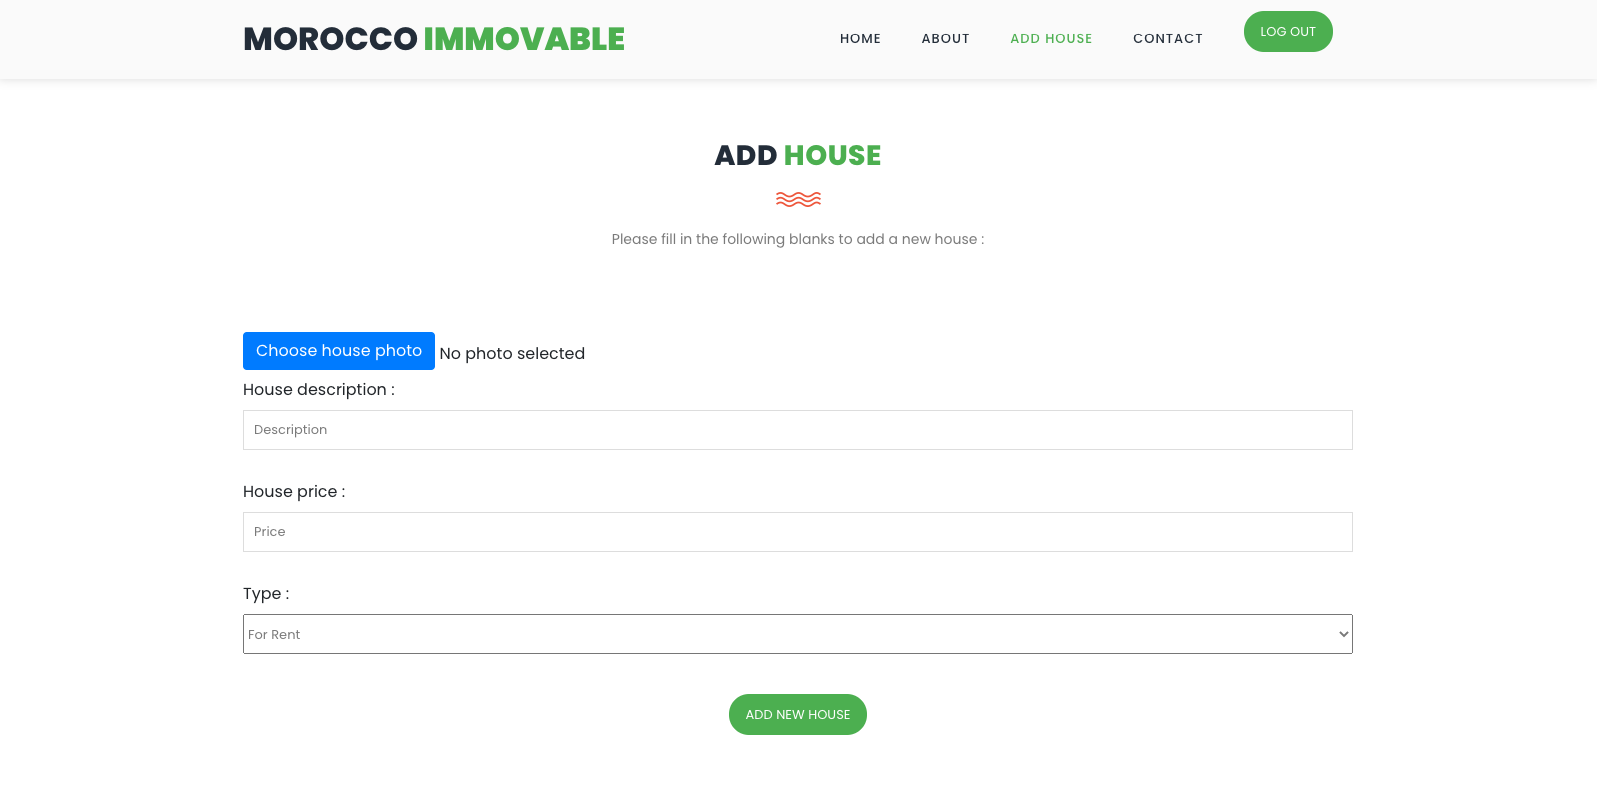 MOROCCO IMMOVABLE
HOME ABOUT ADD HOUSE CONTACT LOG OUT
ADD HOUSE
Please fill in the following blanks to add a new house :
Choose house photo No photo selected
House description :
Description
House price :
Price
Type :
For Rent
ADD NEW HOUSE